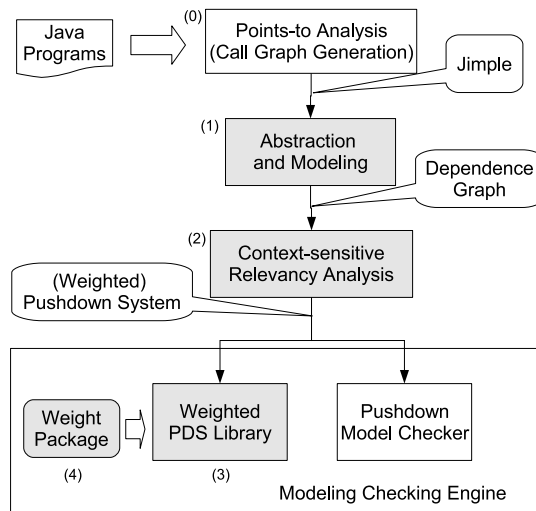 (0)
Java
Programs
Points-to Analysis
(Call Graph Generation)
Jimple
(1)
Abstraction
and Modeling
Dependence
Graph
(2)
Context-sensitive
Relevancy Analysis
(Weighted)
Pushdown System
Weight
Package
(4)
Weighted
PDS Library
(3)
Pushdown
Model Checker
Modeling Checking Engine